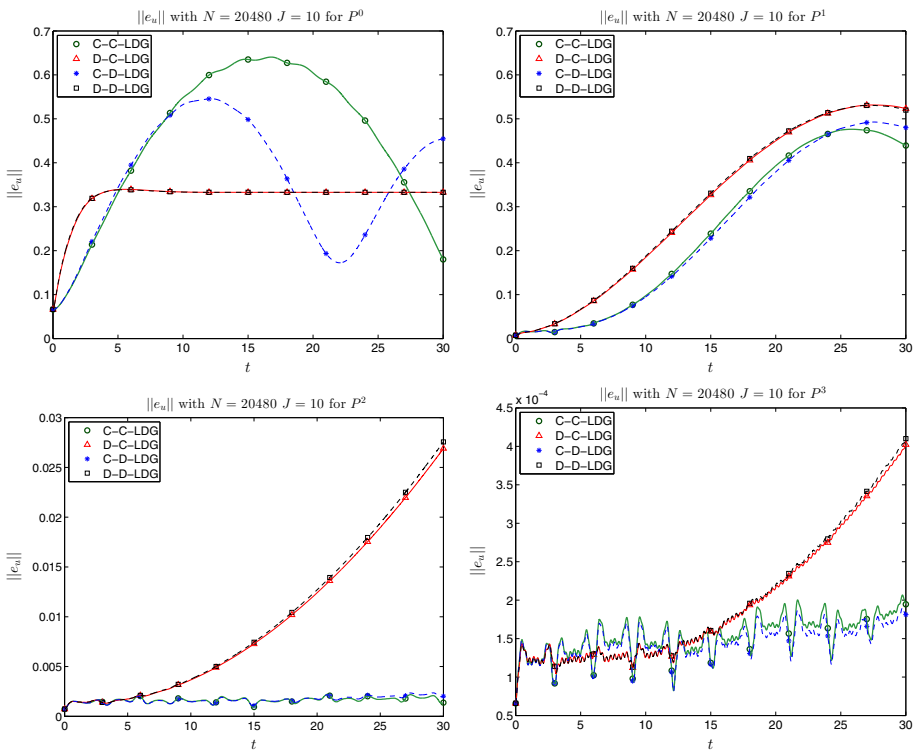 ||e_u|| with N = 20480 J = 10 for P^0
C-C-LDG
D-C-LDG
C-D-LDG
D-D-LDG
||e_u||
0.7
0.6
0.5
0.4
0.3
0.2
0.1
0
0 5 10 15 20 25 30
t
||e_u|| with N = 20480 J = 10 for P^1
C-C-LDG
D-C-LDG
C-D-LDG
D-D-LDG
||e_u||
0.7
0.6
0.5
0.4
0.3
0.2
0.1
0
0 5 10 15 20 25 30
t
||e_u|| with N = 20480 J = 10 for P^2
C-C-LDG
D-C-LDG
C-D-LDG
D-D-LDG
||e_u||
0.03
0.025
0.02
0.015
0.01
0.005
0
0 5 10 15 20 25 30
t
||e_u|| with N = 20480 J = 10 for P^3
x 10^-4
C-C-LDG
D-C-LDG
C-D-LDG
D-D-LDG
||e_u||
4.5
4
3.5
3
2.5
2
1.5
1
0.5
0 5 10 15 20 25 30
t